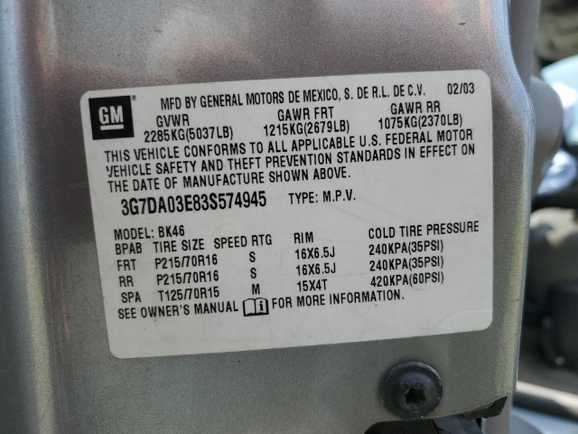 GM
MFD BY GENERAL MOTORS DE MEXICO, S. DE R.L. DE C.V. 02/03
GVWR GAWR FRT GAWR RR
2285KG(5037LB) 1215KG(2679LB) 1075KG(2370LB)
THIS VEHICLE CONFORMS TO ALL APPLICABLE U.S. FEDERAL MOTOR
VEHICLE SAFETY AND THEFT PREVENTION STANDARDS IN EFFECT ON
THE DATE OF MANUFACTURE SHOWN ABOVE.
3G7DA03E83S574945 TYPE: M.P.V.
MODEL: BK46
BPAB TIRE SIZE SPEED RTG RIM COLD TIRE PRESSURE
FRT P215/70R16 S 16X6.5J 240KPA(35PSI)
RR P215/70R16 S 16X6.5J 240KPA(35PSI)
SPA T125/70R15 M 15X4T 420KPA(60PSI)
SEE OWNER'S MANUAL FOR MORE INFORMATION.